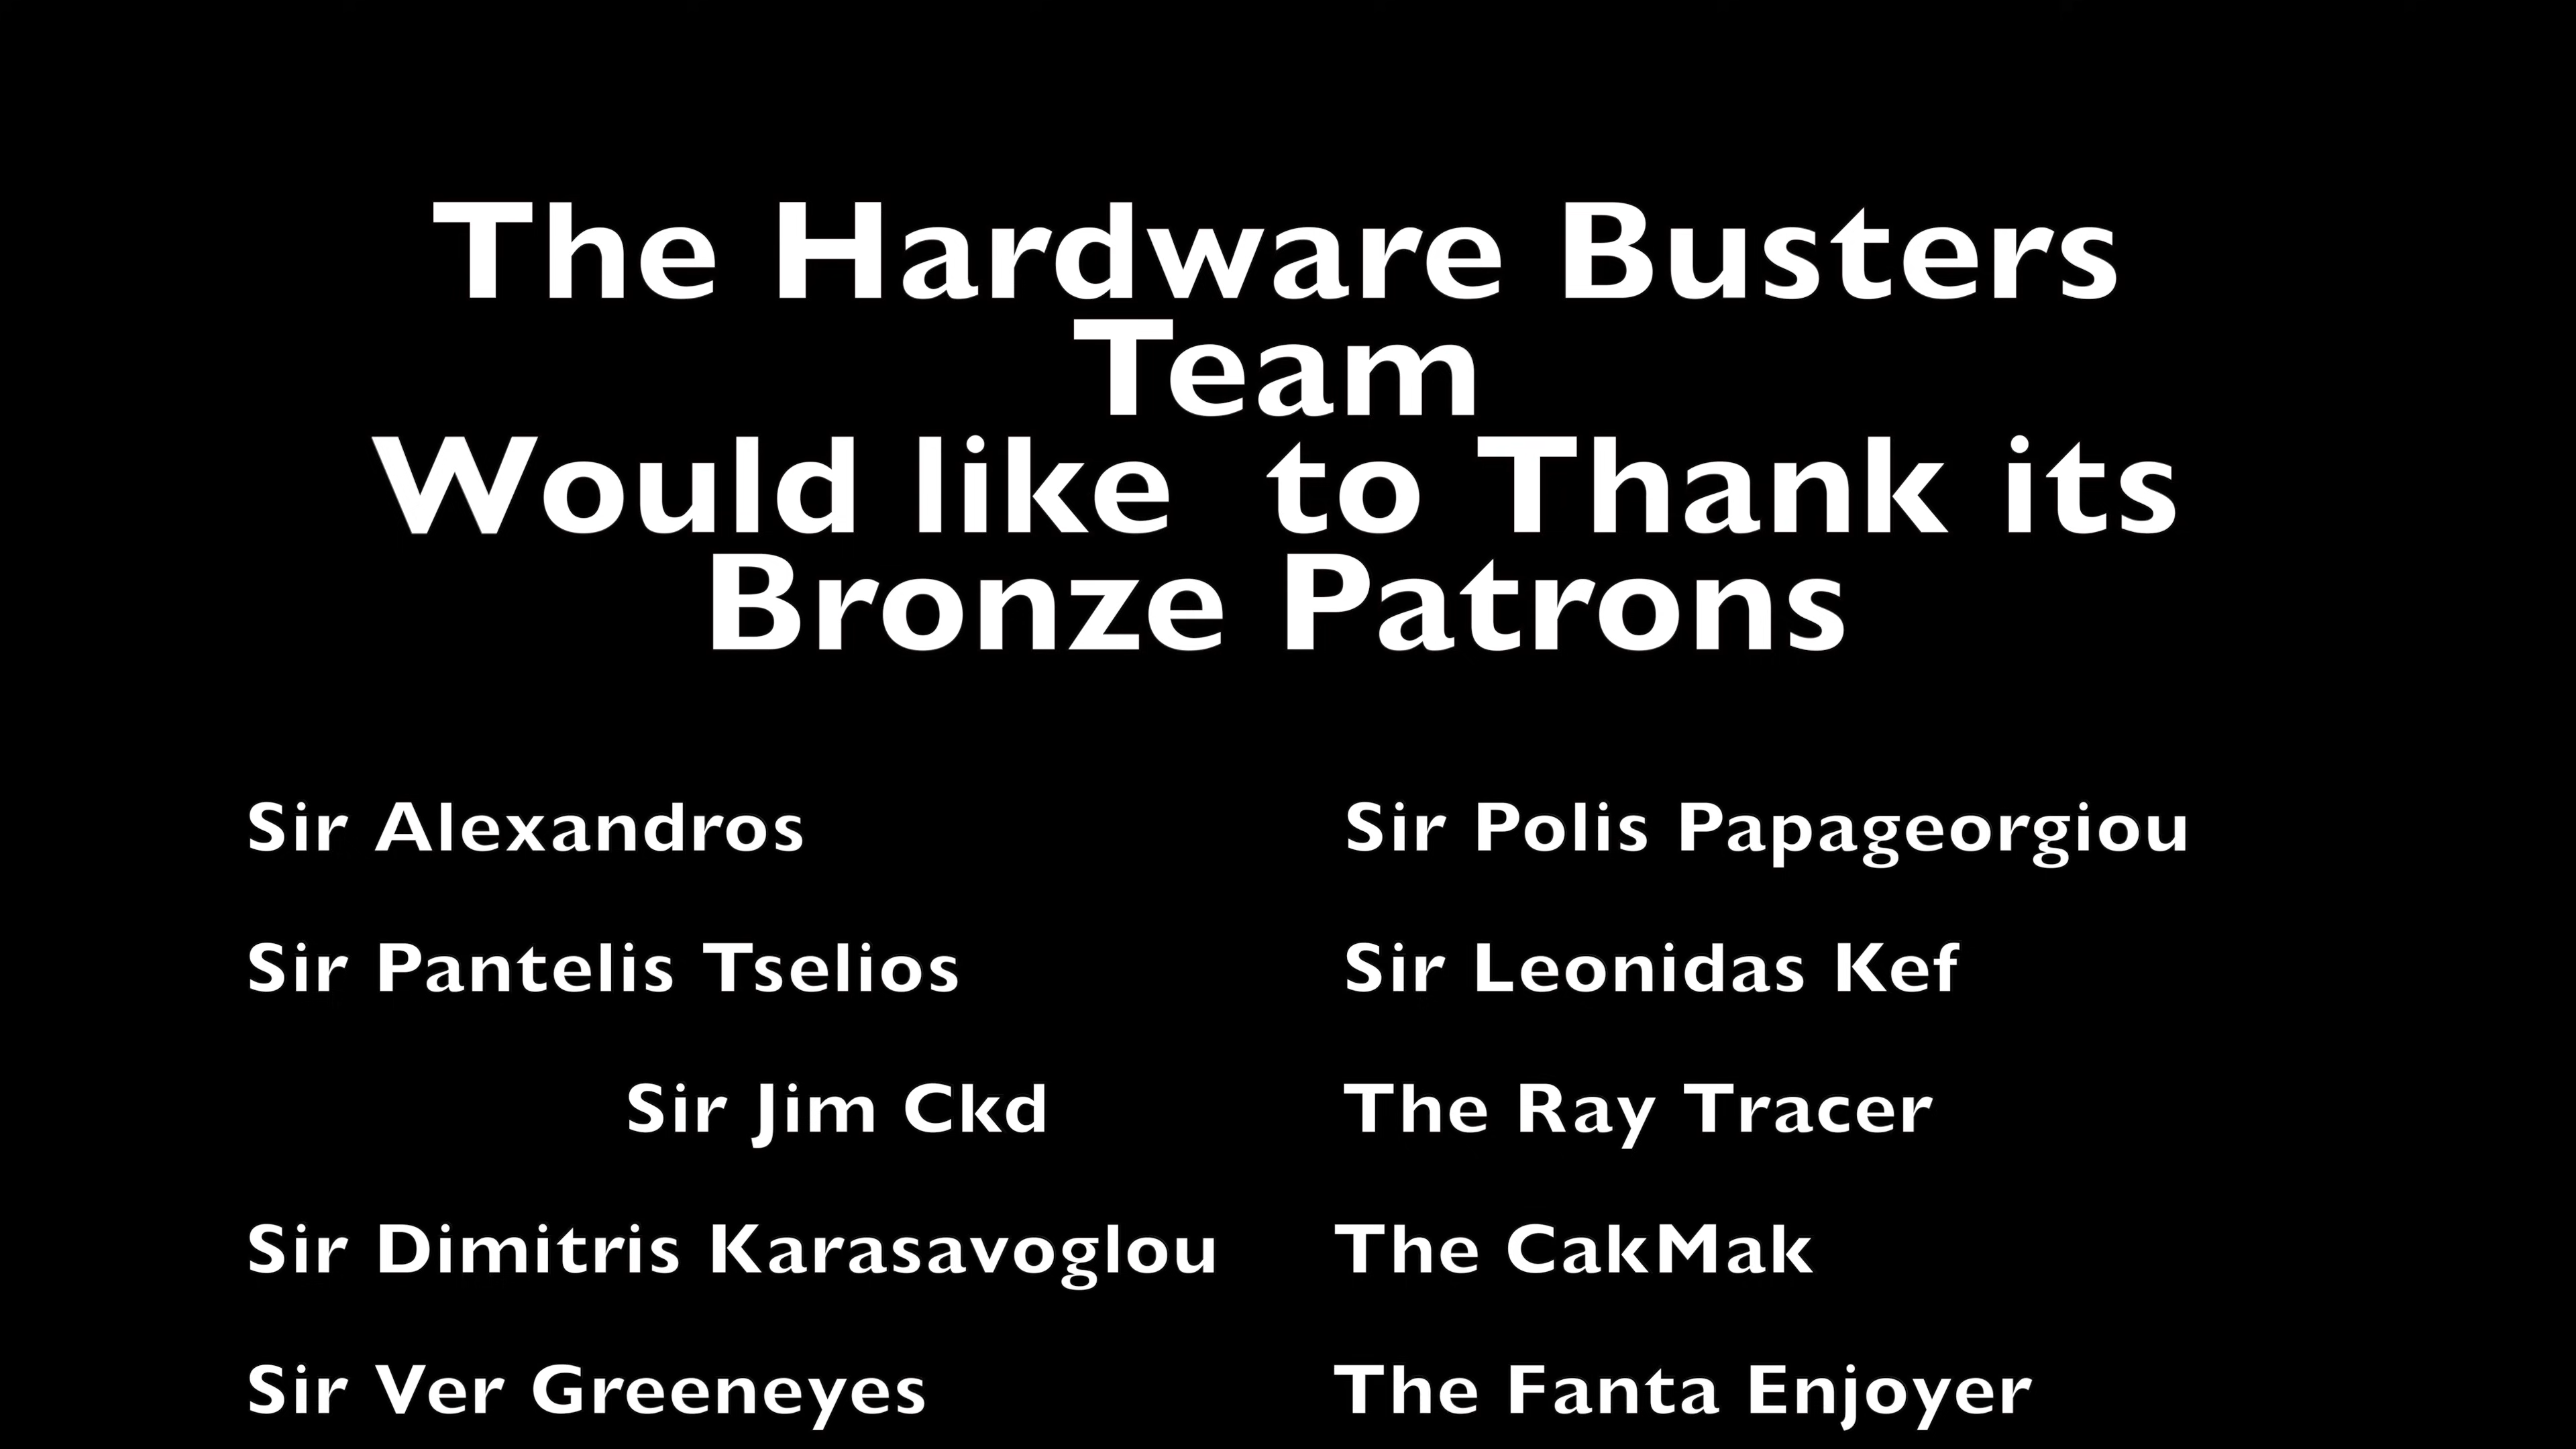 The Hardware Busters
Team
Would like  to Thank its
Bronze Patrons
Sir Alexandros
Sir Polis Papageorgiou
Sir Pantelis Tselios
Sir Leonidas Kef
Sir Jim Ckd
The Ray Tracer
Sir Dimitris Karasavoglou
The CakMak
Sir Ver Greeneyes
The Fanta Enjoyer